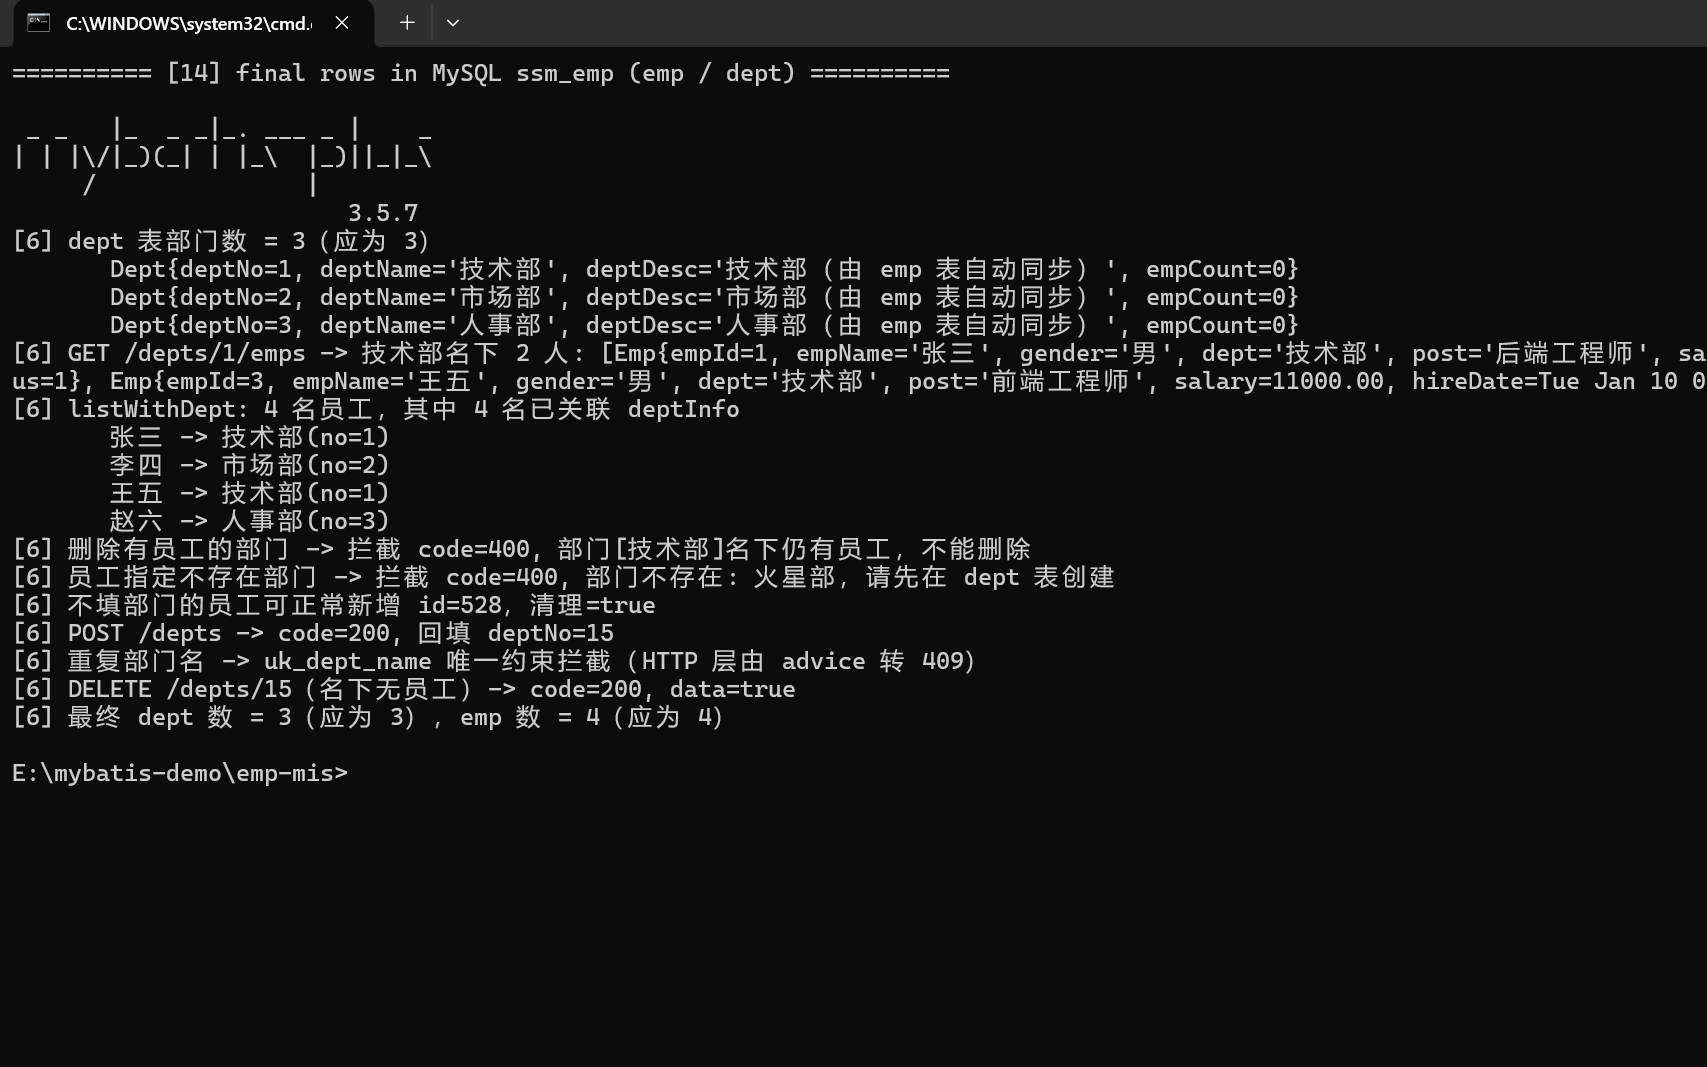 C:\WINDOWS\system32\cmd.
========== [14] final rows in MySQL ssm_emp (emp / dept) ==========
 _ _   |_  _ _|_. ___ _ |    _
| | |\/|_)(_| | |_\  |_)||_|_\
     /               |
                        3.5.7
[6] dept 表部门数 = 3（应为 3）
       Dept{deptNo=1, deptName='技术部', deptDesc='技术部（由 emp 表自动同步）', empCount=0}
       Dept{deptNo=2, deptName='市场部', deptDesc='市场部（由 emp 表自动同步）', empCount=0}
       Dept{deptNo=3, deptName='人事部', deptDesc='人事部（由 emp 表自动同步）', empCount=0}
[6] GET /depts/1/emps -> 技术部名下 2 人: [Emp{empId=1, empName='张三', gender='男', dept='技术部', post='后端工程师', sa
us=1}, Emp{empId=3, empName='王五', gender='男', dept='技术部', post='前端工程师', salary=11000.00, hireDate=Tue Jan 10 0
[6] listWithDept: 4 名员工, 其中 4 名已关联 deptInfo
       张三 -> 技术部(no=1)
       李四 -> 市场部(no=2)
       王五 -> 技术部(no=1)
       赵六 -> 人事部(no=3)
[6] 删除有员工的部门 -> 拦截 code=400, 部门[技术部]名下仍有员工，不能删除
[6] 员工指定不存在部门 -> 拦截 code=400, 部门不存在: 火星部，请先在 dept 表创建
[6] 不填部门的员工可正常新增 id=528, 清理=true
[6] POST /depts -> code=200, 回填 deptNo=15
[6] 重复部门名 -> uk_dept_name 唯一约束拦截（HTTP 层由 advice 转 409）
[6] DELETE /depts/15（名下无员工）-> code=200, data=true
[6] 最终 dept 数 = 3（应为 3）, emp 数 = 4（应为 4）
E:\mybatis-demo\emp-mis>